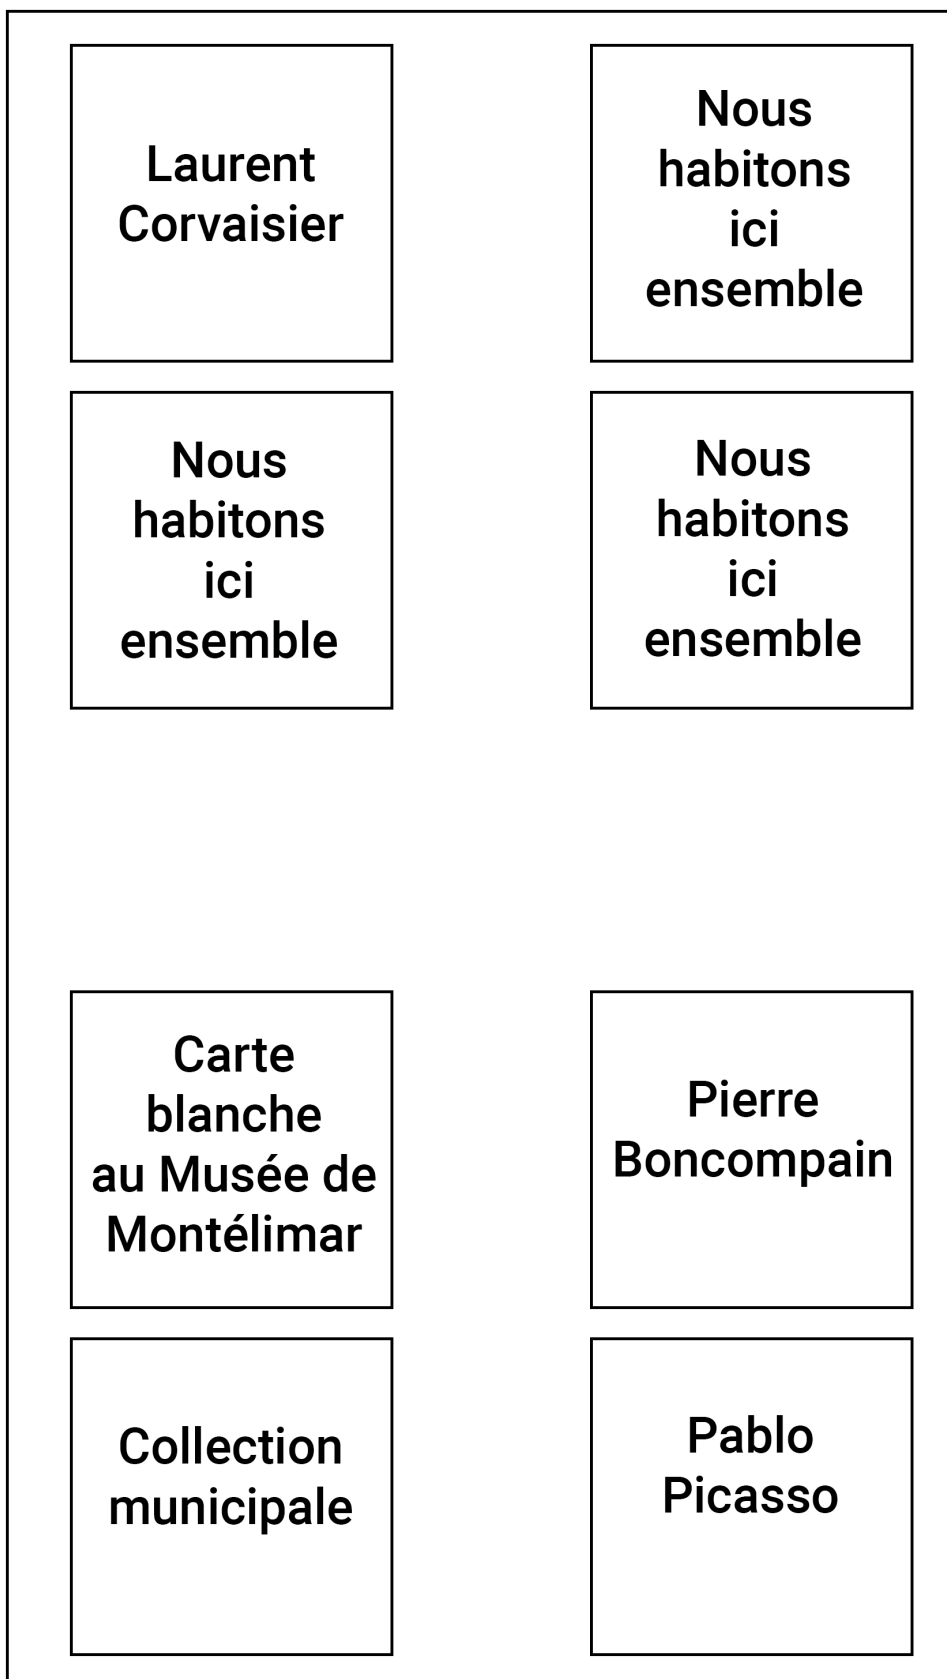 Laurent
Corvaisier
Nous
habitons
ici
ensemble
Nous
habitons
ici
ensemble
Nous
habitons
ici
ensemble
Carte
blanche
au Musée de
Montélimar
Pierre
Boncompain
Collection
municipale
Pablo
Picasso